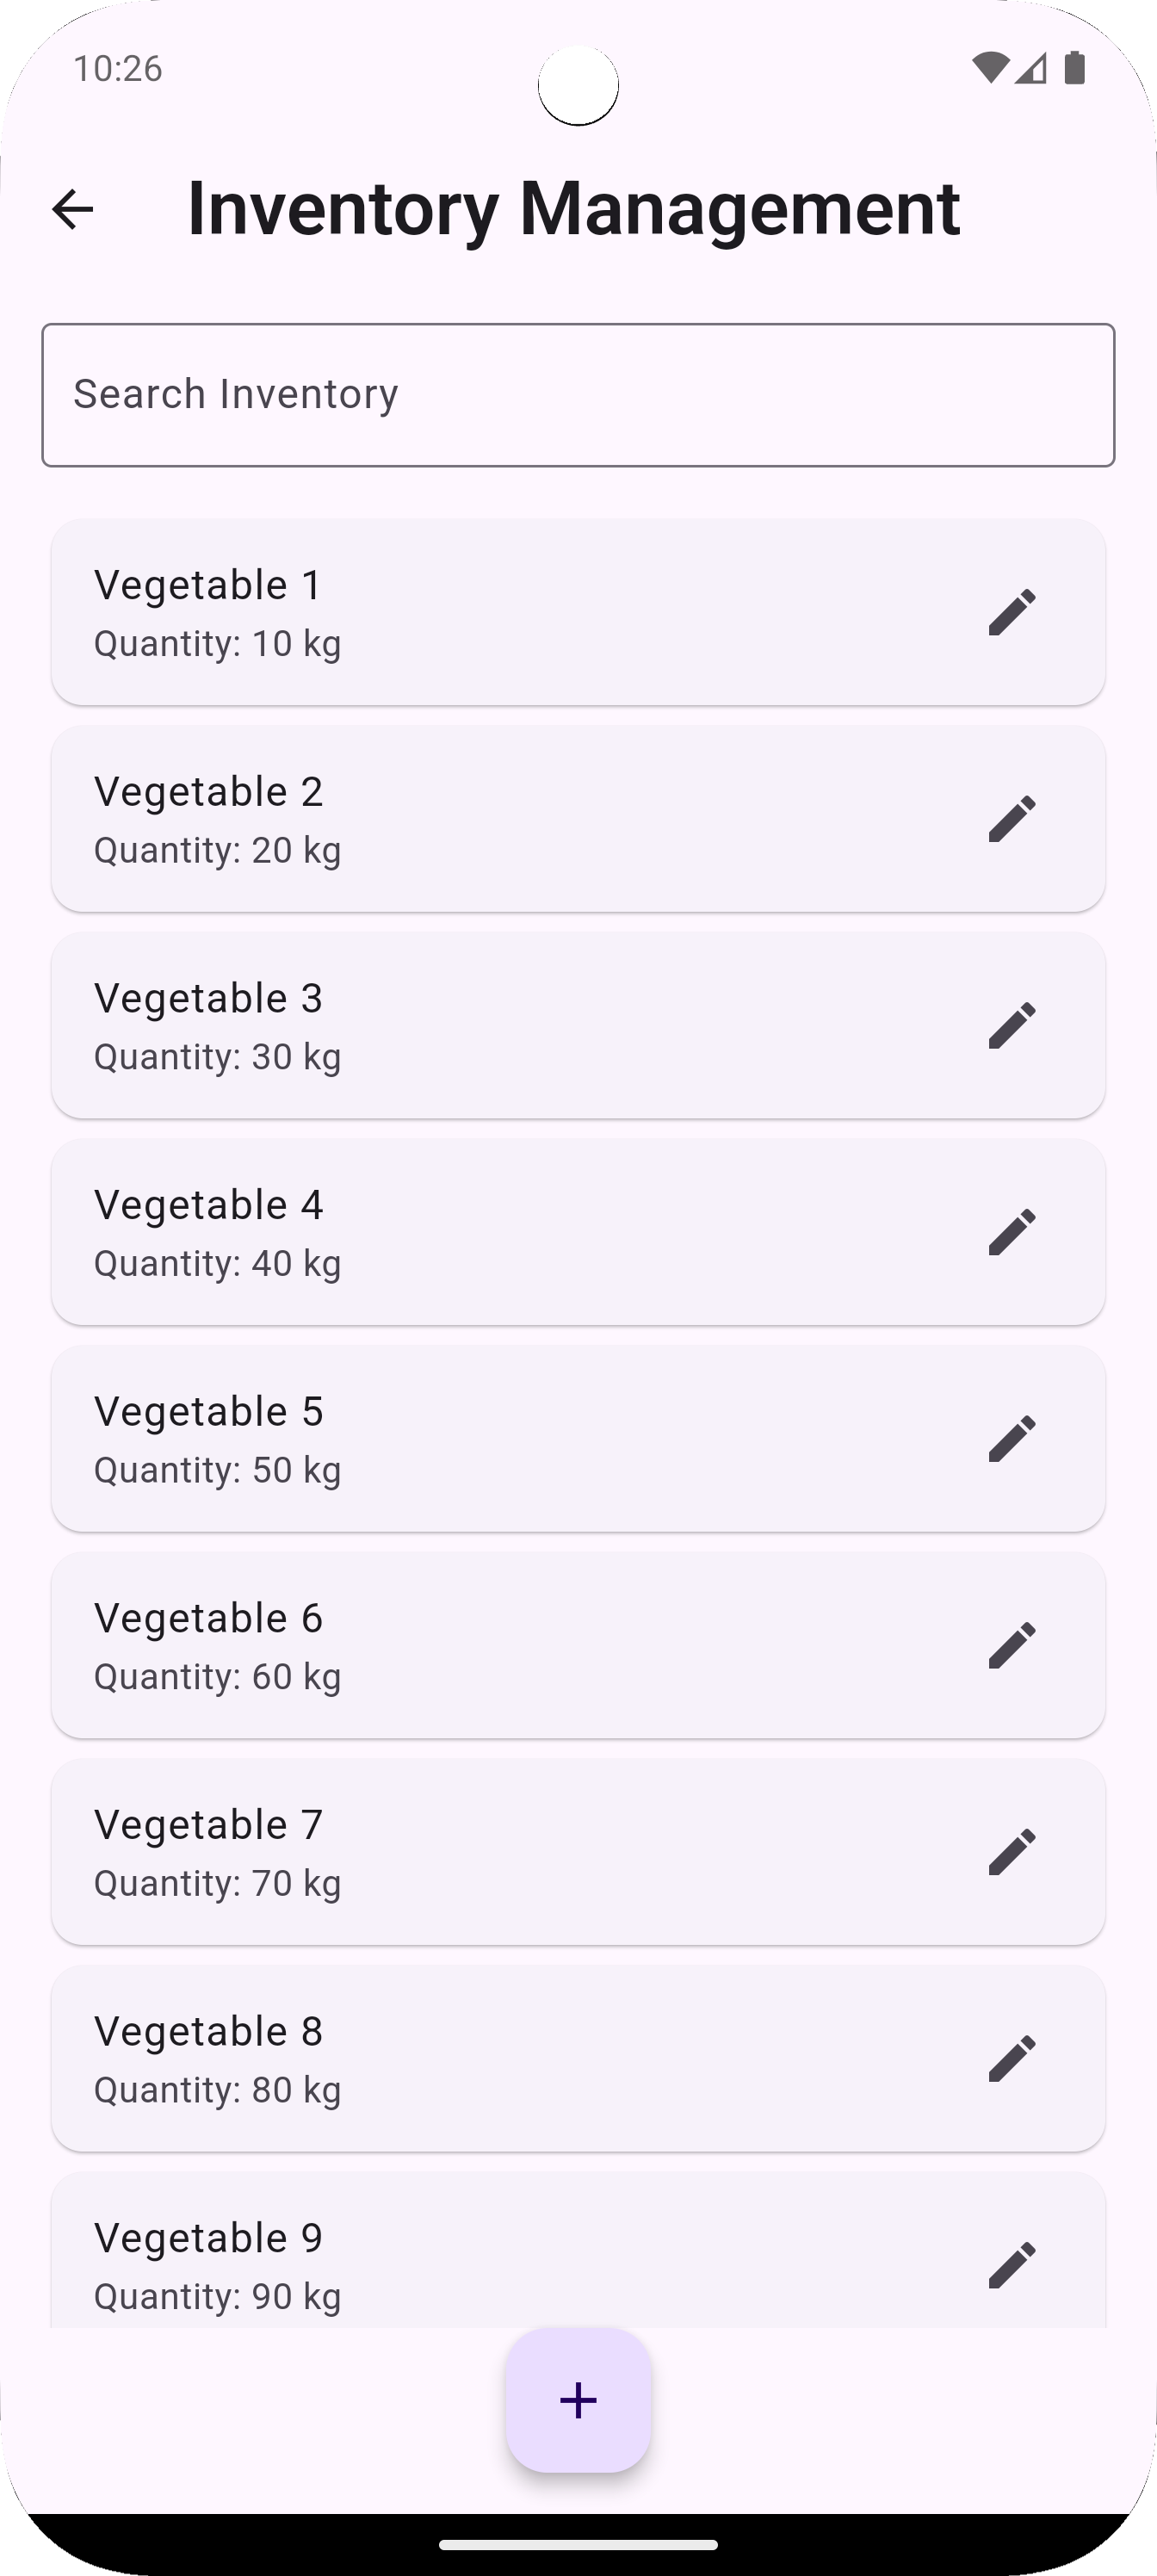 10:26
Inventory Management
Search Inventory
Vegetable 1
Quantity: 10 kg
Vegetable 2
Quantity: 20 kg
Vegetable 3
Quantity: 30 kg
Vegetable 4
Quantity: 40 kg
Vegetable 5
Quantity: 50 kg
Vegetable 6
Quantity: 60 kg
Vegetable 7
Quantity: 70 kg
Vegetable 8
Quantity: 80 kg
Vegetable 9
Quantity: 90 kg